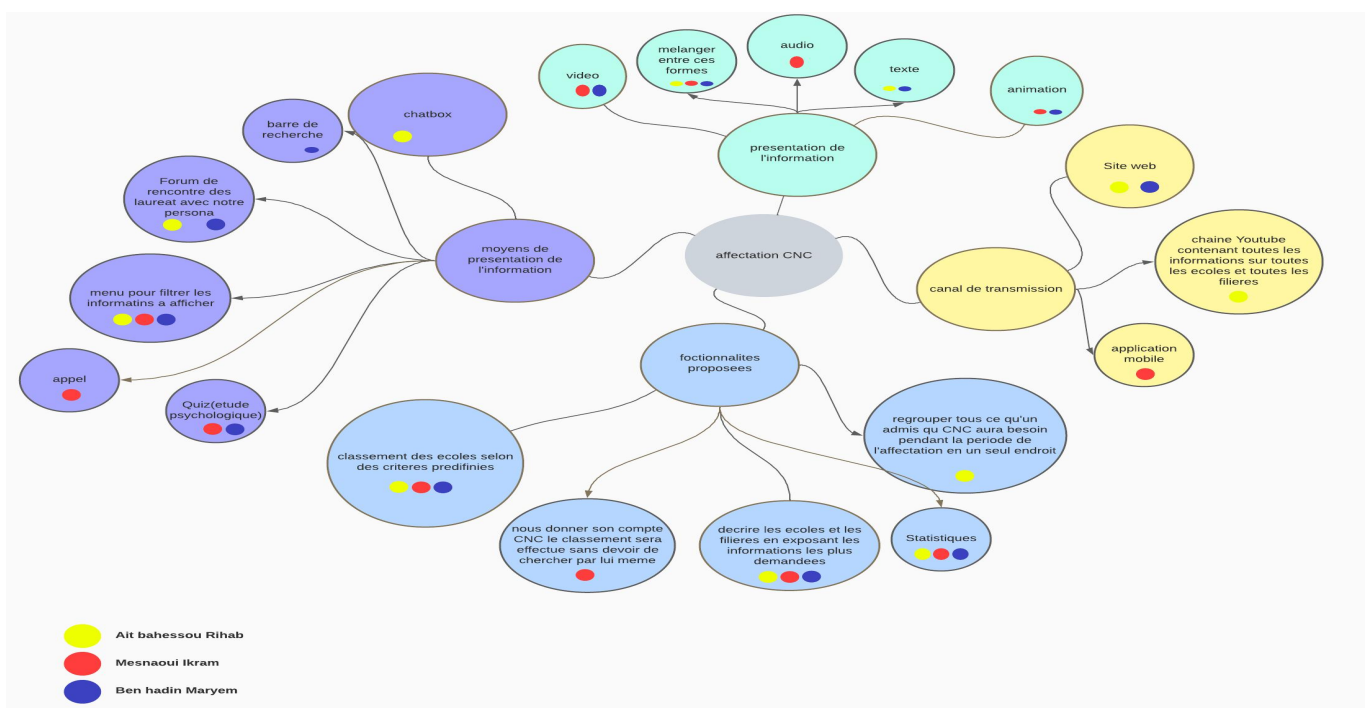 audio
melanger
entre ces
formes
video
texte
animation
chatbox
barre de
recherche
presentation de
l'information
Site web
Forum de
rencontre des
laureat avec notre
persona
moyens de
presentation de
l'information
affectation CNC
chaine Youtube
contenant toutes les
informations sur toutes
les ecoles et toutes les
filieres
canal de transmission
menu pour filtrer les
informatins a afficher
application
mobile
foctionnalites
proposees
appel
Quiz(etude
psychologique)
regrouper tous ce qu'un
admis qu CNC aura besoin
pendant la periode de
l'affectation en un seul endroit
classement des ecoles selon
des criteres predifinies
nous donner son compte
CNC le classement sera
effectue sans devoir de
chercher par lui meme
decrire les ecoles et les
filieres en exposant les
informations les plus
demandees
Statistiques
Ait bahessou Rihab
Mesnaoui Ikram
Ben hadin Maryem